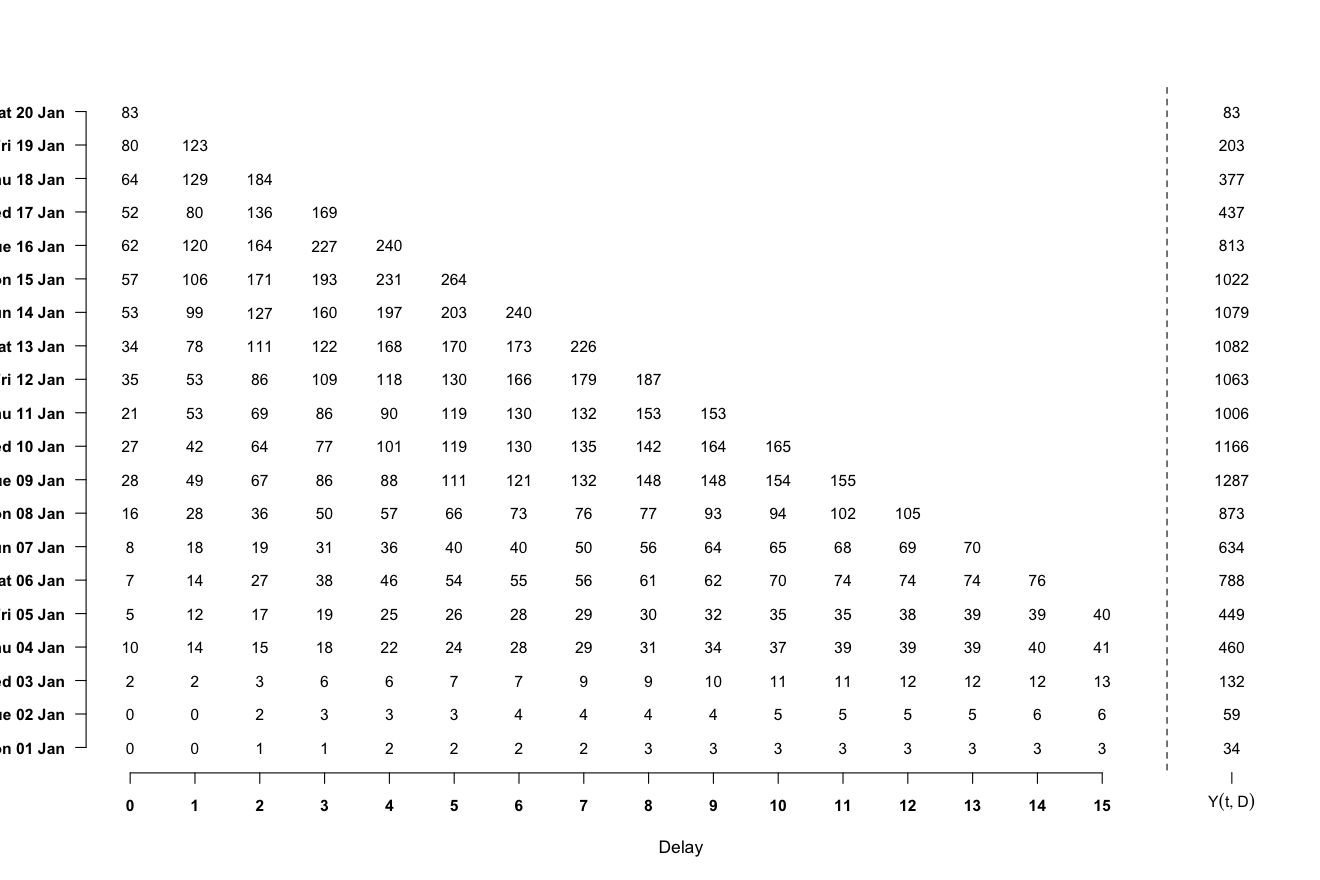 at 20 Jan 83 83
ri 19 Jan 80 123 203
u 18 Jan 64 129 184 377
ed 17 Jan 52 80 136 169 437
ue 16 Jan 62 120 164 227 240 813
on 15 Jan 57 106 171 193 231 264 1022
un 14 Jan 53 99 127 160 197 203 240 1079
at 13 Jan 34 78 111 122 168 170 173 226 1082
ri 12 Jan 35 53 86 109 118 130 166 179 187 1063
u 11 Jan 21 53 69 86 90 119 130 132 153 153 1006
ed 10 Jan 27 42 64 77 101 119 130 135 142 164 165 1166
ue 09 Jan 28 49 67 86 88 111 121 132 148 148 154 155 1287
on 08 Jan 16 28 36 50 57 66 73 76 77 93 94 102 105 873
un 07 Jan 8 18 19 31 36 40 40 50 56 64 65 68 69 70 634
at 06 Jan 7 14 27 38 46 54 55 56 61 62 70 74 74 74 76 788
ri 05 Jan 5 12 17 19 25 26 28 29 30 32 35 35 38 39 39 40 449
u 04 Jan 10 14 15 18 22 24 28 29 31 34 37 39 39 39 40 41 460
ed 03 Jan 2 2 3 6 6 7 7 9 9 10 11 11 12 12 12 13 132
ue 02 Jan 0 0 2 3 3 3 4 4 4 4 5 5 5 5 6 6 59
on 01 Jan 0 0 1 1 2 2 2 2 3 3 3 3 3 3 3 3 34
0 1 2 3 4 5 6 7 8 9 10 11 12 13 14 15 Y(t, D)
Delay